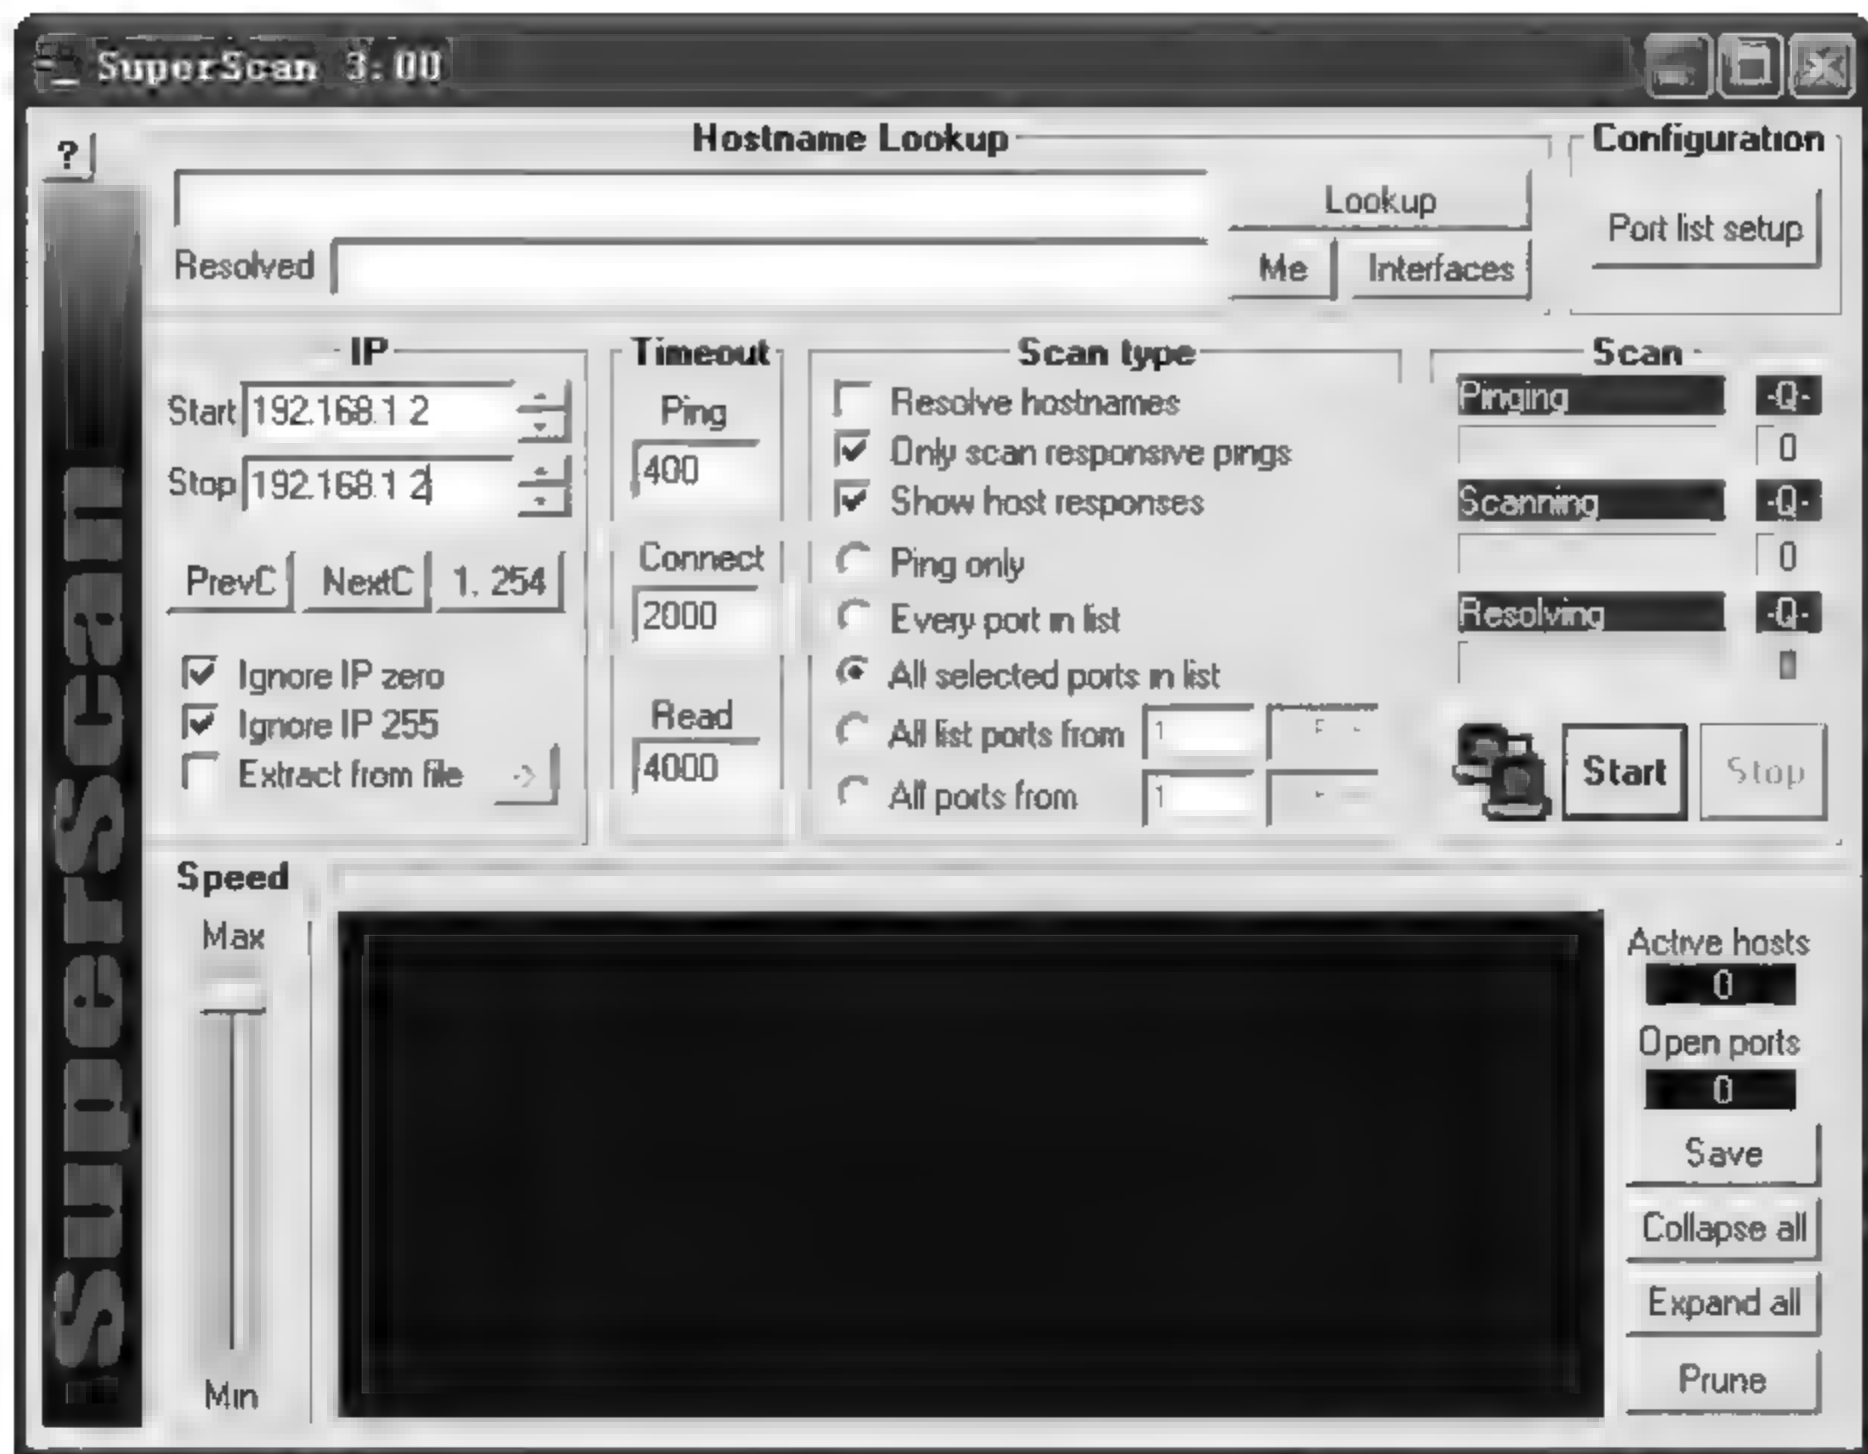 SuperScan 3.00
?
Hostname Lookup
Configuration
Lookup
Port list setup
Resolved
Me
Interfaces
IP
Timeout
Scan type
Scan
Start 192.168.1.2
Stop 192.168.1.2
PrevC
NextC
1. 254
Ignore IP zero
Ignore IP 255
Extract from file
->
Ping
400
Connect
2000
Read
4000
Resolve hostnames
Only scan responsive pings
Show host responses
Ping only
Every port in list
All selected ports in list
All list ports from 1
All ports from 1
Pinging -Q-
0
Scanning -Q-
0
Resolving -Q-
Start
Stop
SuperScan
Speed
Max
Min
Active hosts
0
Open ports
0
Save
Collapse all
Expand all
Prune